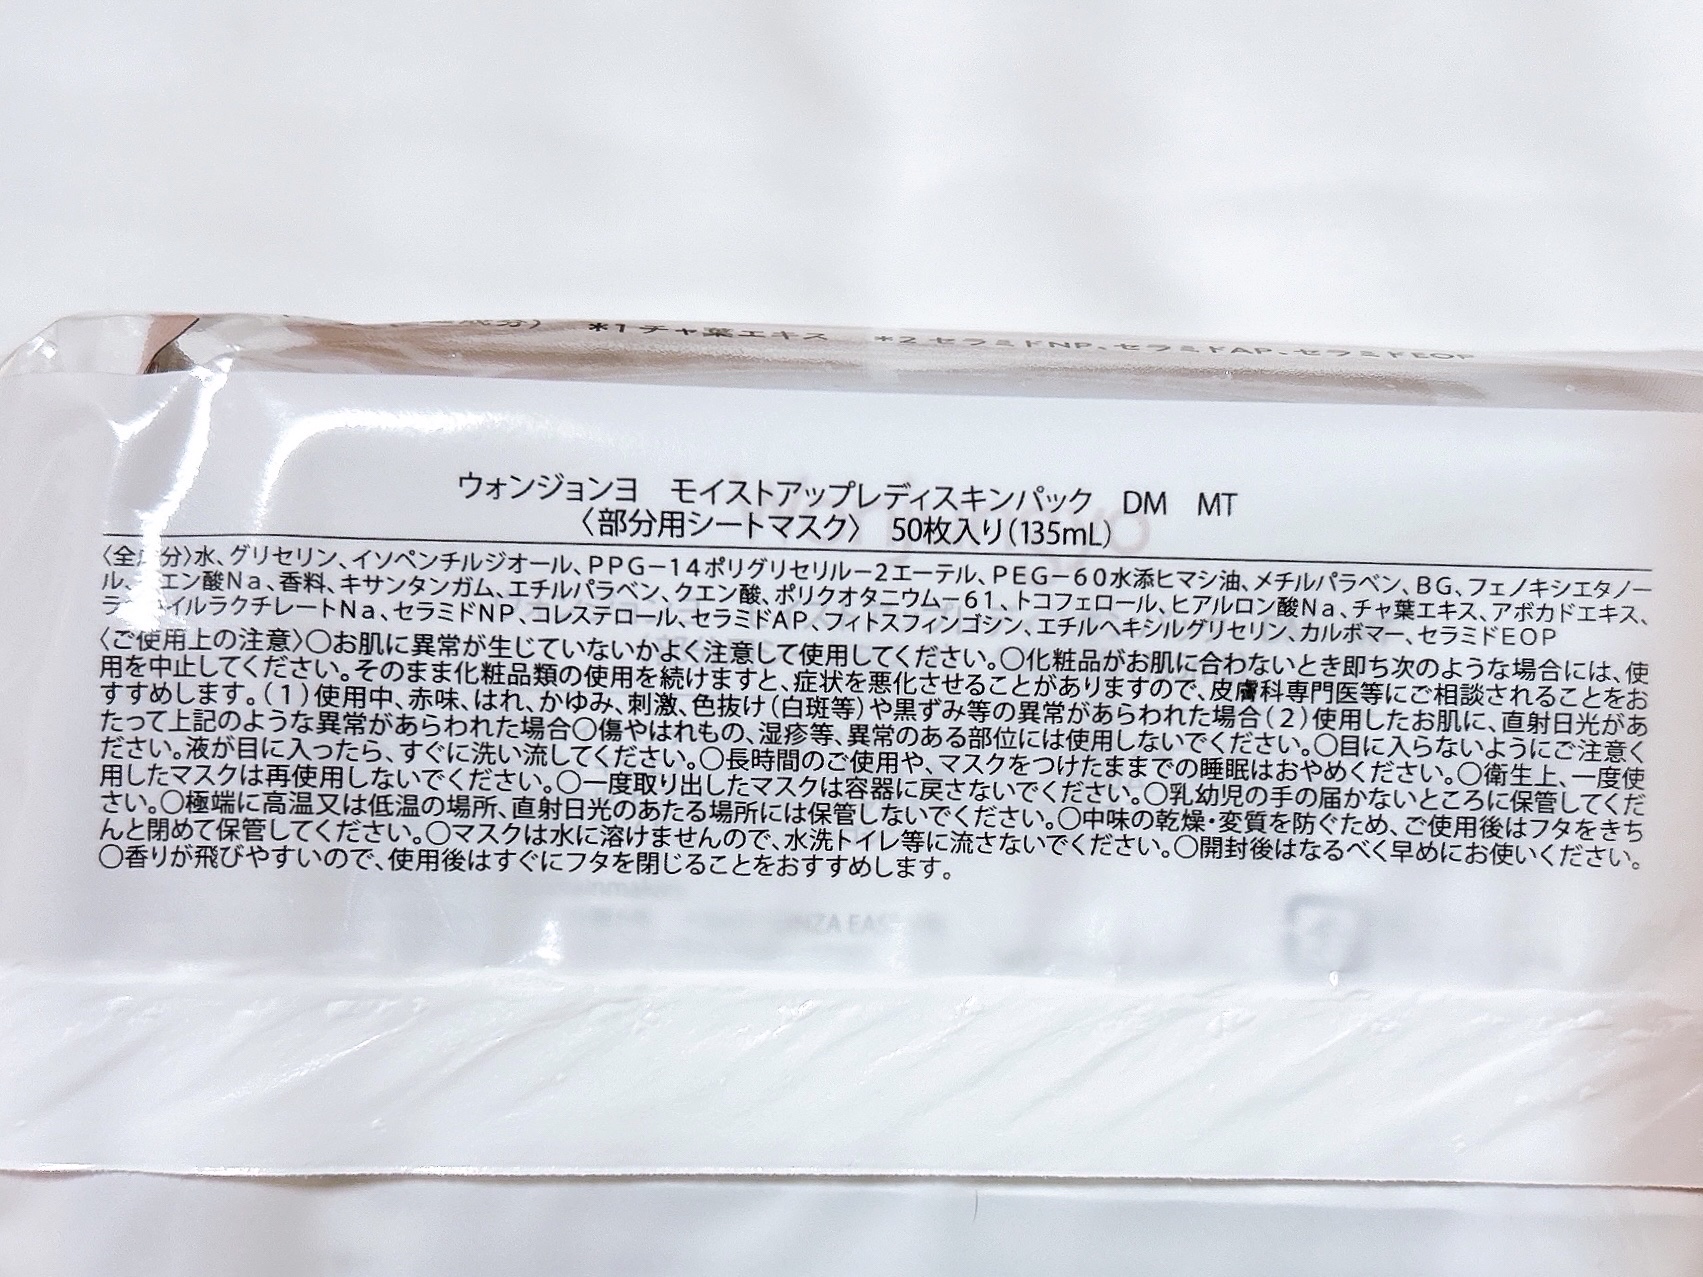 成分） *1 チャ葉エキス *2 セラミドNP、セラミドAP、セラミドEOP
ウォンジョンヨ モイストアップレディスキンパック DM MT
〈部分用シートマスク〉 50枚入り（135mL）
〈全 分〉水、グリセリン、イソペンチルジオール、PPG－14ポリグリセリル－2エーテル、PEG－60水添ヒマシ油、メチルパラベン、BG、フェノキシエタノー
ル、 エン酸Na、香料、キサンタンガム、エチルパラベン、クエン酸、ポリクオタニウム－61、トコフェロール、ヒアルロン酸Na、チャ葉エキス、アボカドエキス、
ラ イルラクチレートNa、セラミドNP、コレステロール、セラミドAP、フィトスフィンゴシン、エチルヘキシルグリセリン、カルボマー、セラミドEOP
〈ご使用上の注意〉○お肌に異常が生じていないかよく注意して使用してください。○化粧品がお肌に合わないとき即ち次のような場合には、使
用を中止してください。そのまま化粧品類の使用を続けますと、症状を悪化させることがありますので、皮膚科専門医等にご相談されることをお
すすめします。（1）使用中、赤味、はれ、かゆみ、刺激、色抜け（白斑等）や黒ずみ等の異常があらわれた場合（2）使用したお肌に、直射日光があ
たって上記のような異常があらわれた場合○傷やはれもの、湿疹等、異常のある部位には使用しないでください。○目に入らないようにご注意く
ださい。液が目に入ったら、すぐに洗い流してください。○長時間のご使用や、マスクをつけたままでの睡眠はおやめください。○衛生上、一度使
用したマスクは再使用しないでください。○一度取り出したマスクは容器に戻さないでください。○乳幼児の手の届かないところに保管してくだ
さい。○極端に高温又は低温の場所、直射日光のあたる場所には保管しないでください。○中味の乾燥・変質を防ぐため、ご使用後はフタをきち
んと閉めて保管してください。○マスクは水に溶けませんので、水洗トイレ等に流さないでください。○開封後はなるべく早めにお使いください。
○香りが飛びやすいので、使用後はすぐにフタを閉じることをおすすめします。